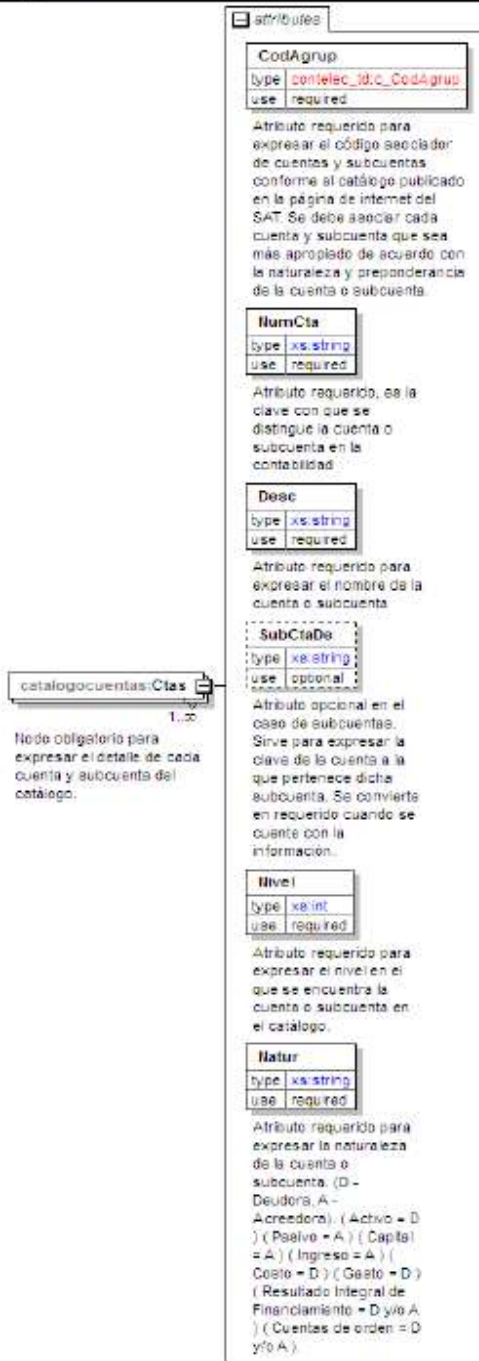 attributes
CodAgrup
type contelec_td:c_CodAgrup
use required
Atributo requerido para
expresar el código asociador
de cuentas y subcuentas
conforme al catálogo publicado
en la página de internet del
SAT. Se debe asociar cada
cuenta y subcuenta que sea
más apropiado de acuerdo con
la naturaleza y preponderancia
de la cuenta o subcuenta.
NumCta
type xs:string
use required
Atributo requerido, es la
clave con que se
distingue la cuenta o
subcuenta en la
contabilidad
Desc
type xs:string
use required
Atributo requerido para
expresar el nombre de la
cuenta o subcuenta
SubCtaDe
type xs:string
use optional
Atributo opcional en el
caso de subcuentas.
Sirve para expresar la
clave de la cuenta a la
que pertenece dicha
subcuenta. Se convierte
en requerido cuando se
cuente con la
información.
catalogocuentas:Ctas
1..∞
Nodo obligatorio para
expresar el detalle de cada
cuenta y subcuenta del
catálogo.
Nivel
type xs:int
use required
Atributo requerido para
expresar el nivel en el
que se encuentra la
cuenta o subcuenta en
el catálogo.
Natur
type xs:string
use required
Atributo requerido para
expresar la naturaleza
de la cuenta o
subcuenta. (D -
Deudora, A -
Acreedora). ( Activo = D
) ( Pasivo = A ) ( Capital
= A ) ( Ingreso = A ) (
Costo = D ) ( Gasto = D )
( Resultado Integral de
Financiamiento = D y/o A
) ( Cuentas de orden = D
y/o A ).